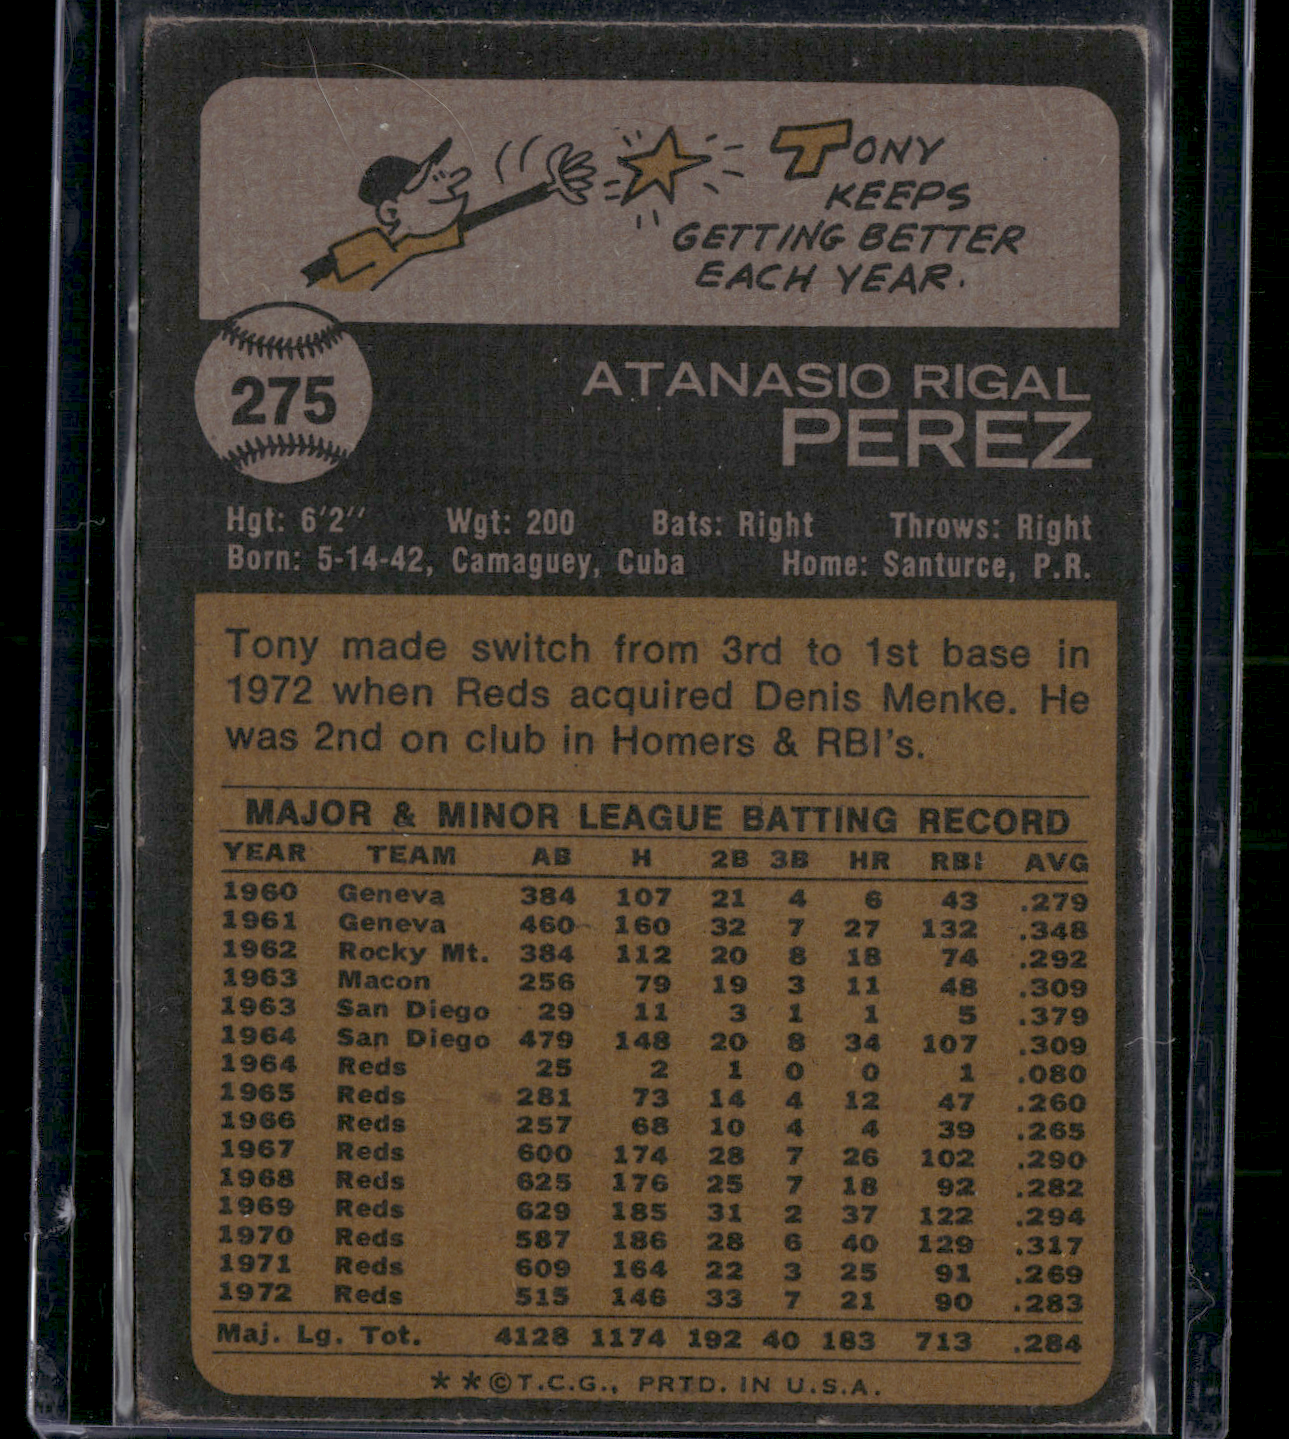 TONY
KEEPS
GETTING BETTER
EACH YEAR.
275
ATANASIO RIGAL
PEREZ
Hgt: 6'2" Wgt: 200 Bats: Right Throws: Right
Born: 5-14-42, Camaguey, Cuba Home: Santurce, P.R.
Tony made switch from 3rd to 1st base in
1972 when Reds acquired Denis Menke. He
was 2nd on club in Homers & RBI's.
MAJOR & MINOR LEAGUE BATTING RECORD
YEAR TEAM AB H 2B 3B HR RBI AVG
1960 Geneva 384 107 21 4 6 43 .279
1961 Geneva 460 160 32 7 27 132 .348
1962 Rocky Mt. 384 112 20 8 18 74 .292
1963 Macon 256 79 19 3 11 48 .309
1963 San Diego 29 11 3 1 1 5 .379
1964 San Diego 479 148 20 8 34 107 .309
1964 Reds 25 2 1 0 0 1 .080
1965 Reds 281 73 14 4 12 47 .260
1966 Reds 257 68 10 4 4 39 .265
1967 Reds 600 174 28 7 26 102 .290
1968 Reds 625 176 25 7 18 92 .282
1969 Reds 629 185 31 2 37 122 .294
1970 Reds 587 186 28 6 40 129 .317
1971 Reds 609 164 22 3 25 91 .269
1972 Reds 515 146 33 7 21 90 .283
Maj. Lg. Tot. 4128 1174 192 40 183 713 .284
**©T.C.G., PRTD. IN U.S.A.